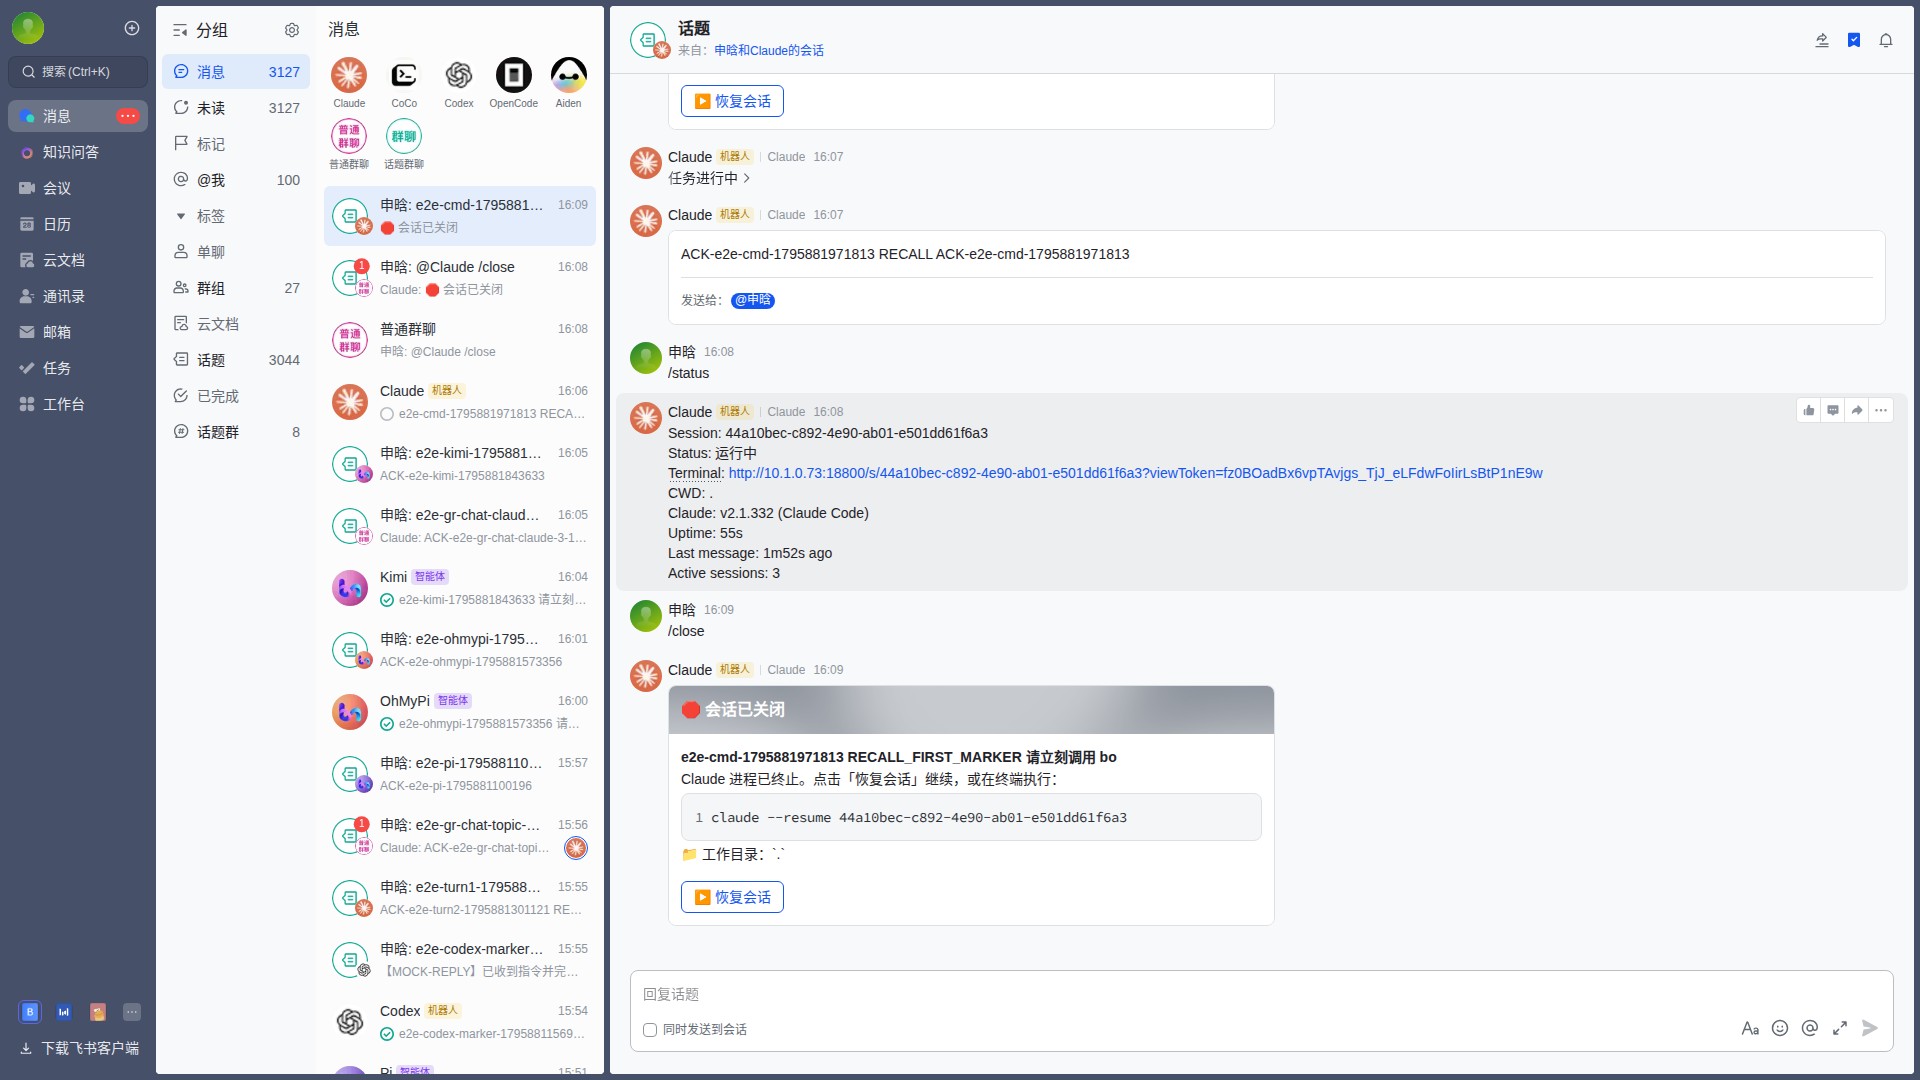 搜索 (Ctrl+K)
消息
知识问答
会议
日历
云文档
通讯录
邮箱
任务
工作台
下载飞书客户端
分组
消息 3127
未读 3127
标记
@我 100
标签
单聊
群组 27
云文档
话题 3044
已完成
话题群 8
消息
Claude CoCo Codex OpenCode Aiden
普通群聊
群聊
普通群聊 话题群聊
申晗: e2e-cmd-1795881… 16:09
会话已关闭
1
申晗: @Claude /close 16:08
Claude: 会话已关闭
普通群聊
普通群聊 16:08
申晗: @Claude /close
Claude 机器人 16:06
e2e-cmd-1795881971813 RECA…
申晗: e2e-kimi-1795881… 16:05
ACK-e2e-kimi-1795881843633
申晗: e2e-gr-chat-claud… 16:05
Claude: ACK-e2e-gr-chat-claude-3-1…
Kimi 智能体 16:04
e2e-kimi-1795881843633 请立刻…
申晗: e2e-ohmypi-1795… 16:01
ACK-e2e-ohmypi-1795881573356
OhMyPi 智能体 16:00
e2e-ohmypi-1795881573356 请…
申晗: e2e-pi-179588110… 15:57
ACK-e2e-pi-1795881100196
1
申晗: e2e-gr-chat-topic-… 15:56
Claude: ACK-e2e-gr-chat-topi…
申晗: e2e-turn1-179588… 15:55
ACK-e2e-turn2-1795881301121 RE…
申晗: e2e-codex-marker… 15:55
【MOCK-REPLY】已收到指令并完…
Codex 机器人 15:54
e2e-codex-marker-17958811569…
Pi 智能体 15:51
话题
来自：申晗和Claude的会话
恢复会话
Claude 机器人 Claude 16:07
任务进行中
Claude 机器人 Claude 16:07
ACK-e2e-cmd-1795881971813 RECALL ACK-e2e-cmd-1795881971813
发送给： @申晗
申晗 16:08
/status
Claude 机器人 Claude 16:08
Session: 44a10bec-c892-4e90-ab01-e501dd61f6a3
Status: 运行中
Terminal: http://10.1.0.73:18800/s/44a10bec-c892-4e90-ab01-e501dd61f6a3?viewToken=fz0BOadBx6vpTAvjgs_TjJ_eLFdwFoIirLsBtP1nE9w
CWD: .
Claude: v2.1.332 (Claude Code)
Uptime: 55s
Last message: 1m52s ago
Active sessions: 3
申晗 16:09
/close
Claude 机器人 Claude 16:09
会话已关闭
e2e-cmd-1795881971813 RECALL_FIRST_MARKER 请立刻调用 bo
Claude 进程已终止。点击「恢复会话」继续，或在终端执行：
1 claude --resume 44a10bec-c892-4e90-ab01-e501dd61f6a3
工作目录：`.`
恢复会话
回复话题
同时发送到会话